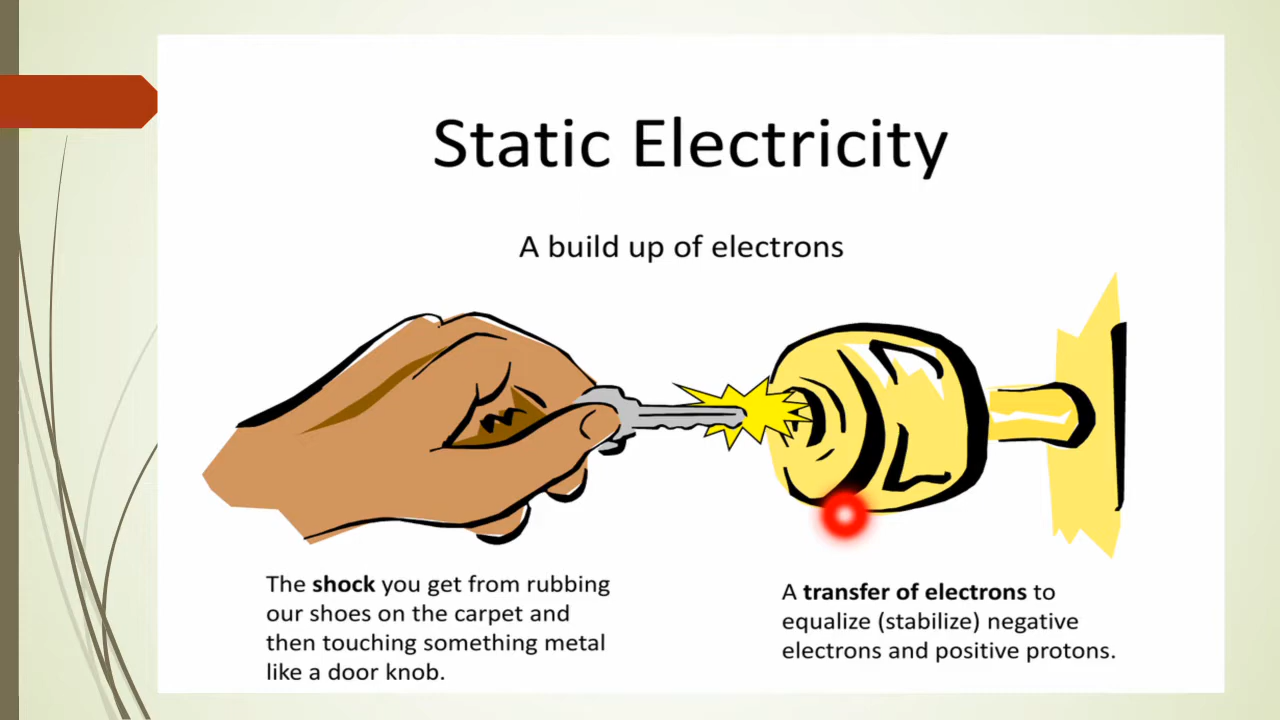 Static Electricity
A build up of electrons
The shock you get from rubbing
our shoes on the carpet and
then touching something metal
like a door knob.
A transfer of electrons to
equalize (stabilize) negative
electrons and positive protons.